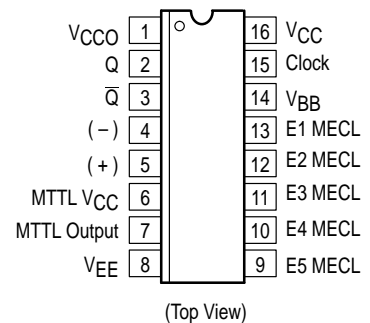 VCCO 1 16 VCC
Q 2 15 Clock
Q̅ 3 14 VBB
( – ) 4 13 E1 MECL
( + ) 5 12 E2 MECL
MTTL VCC 6 11 E3 MECL
MTTL Output 7 10 E4 MECL
VEE 8 9 E5 MECL
(Top View)